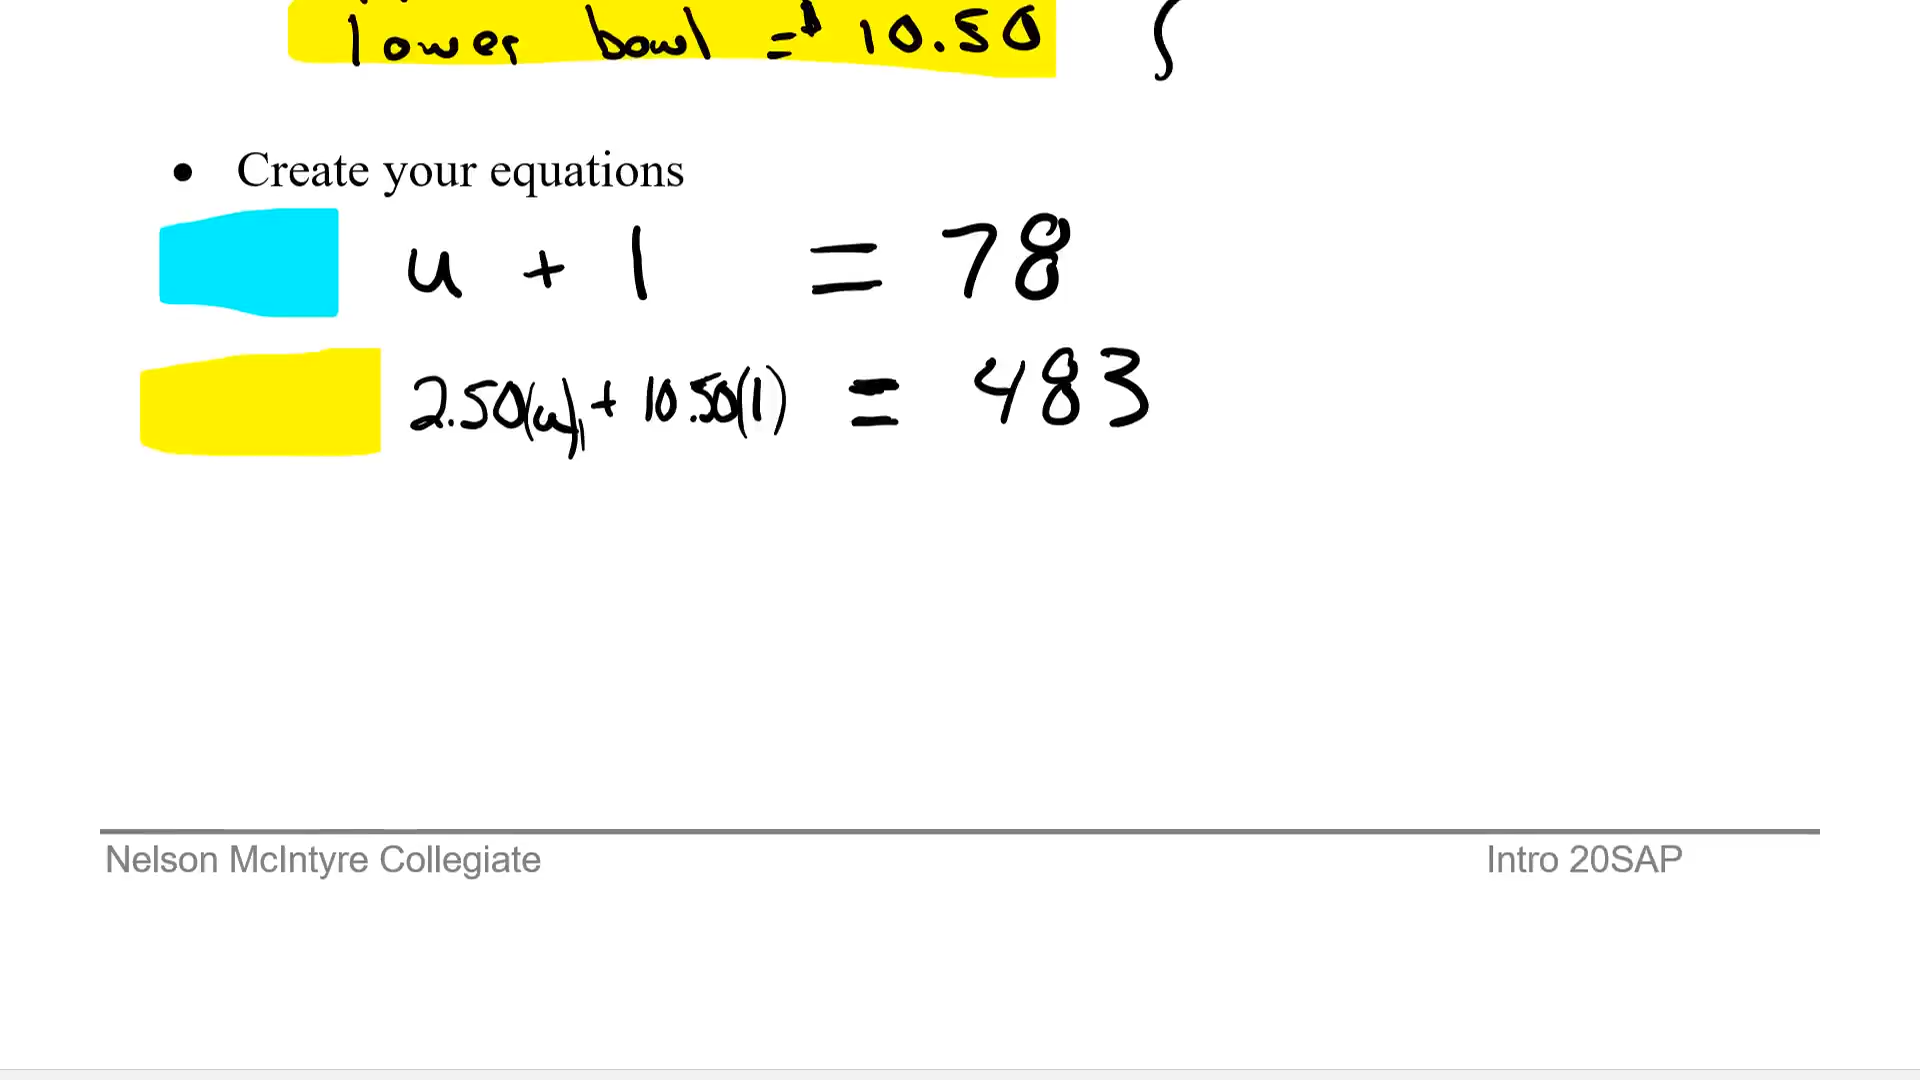 lower bowl = $10.50
• Create your equations
u + l = 78
2.50(u) + 10.50(l) = 483
Nelson McIntyre Collegiate
Intro 20SAP